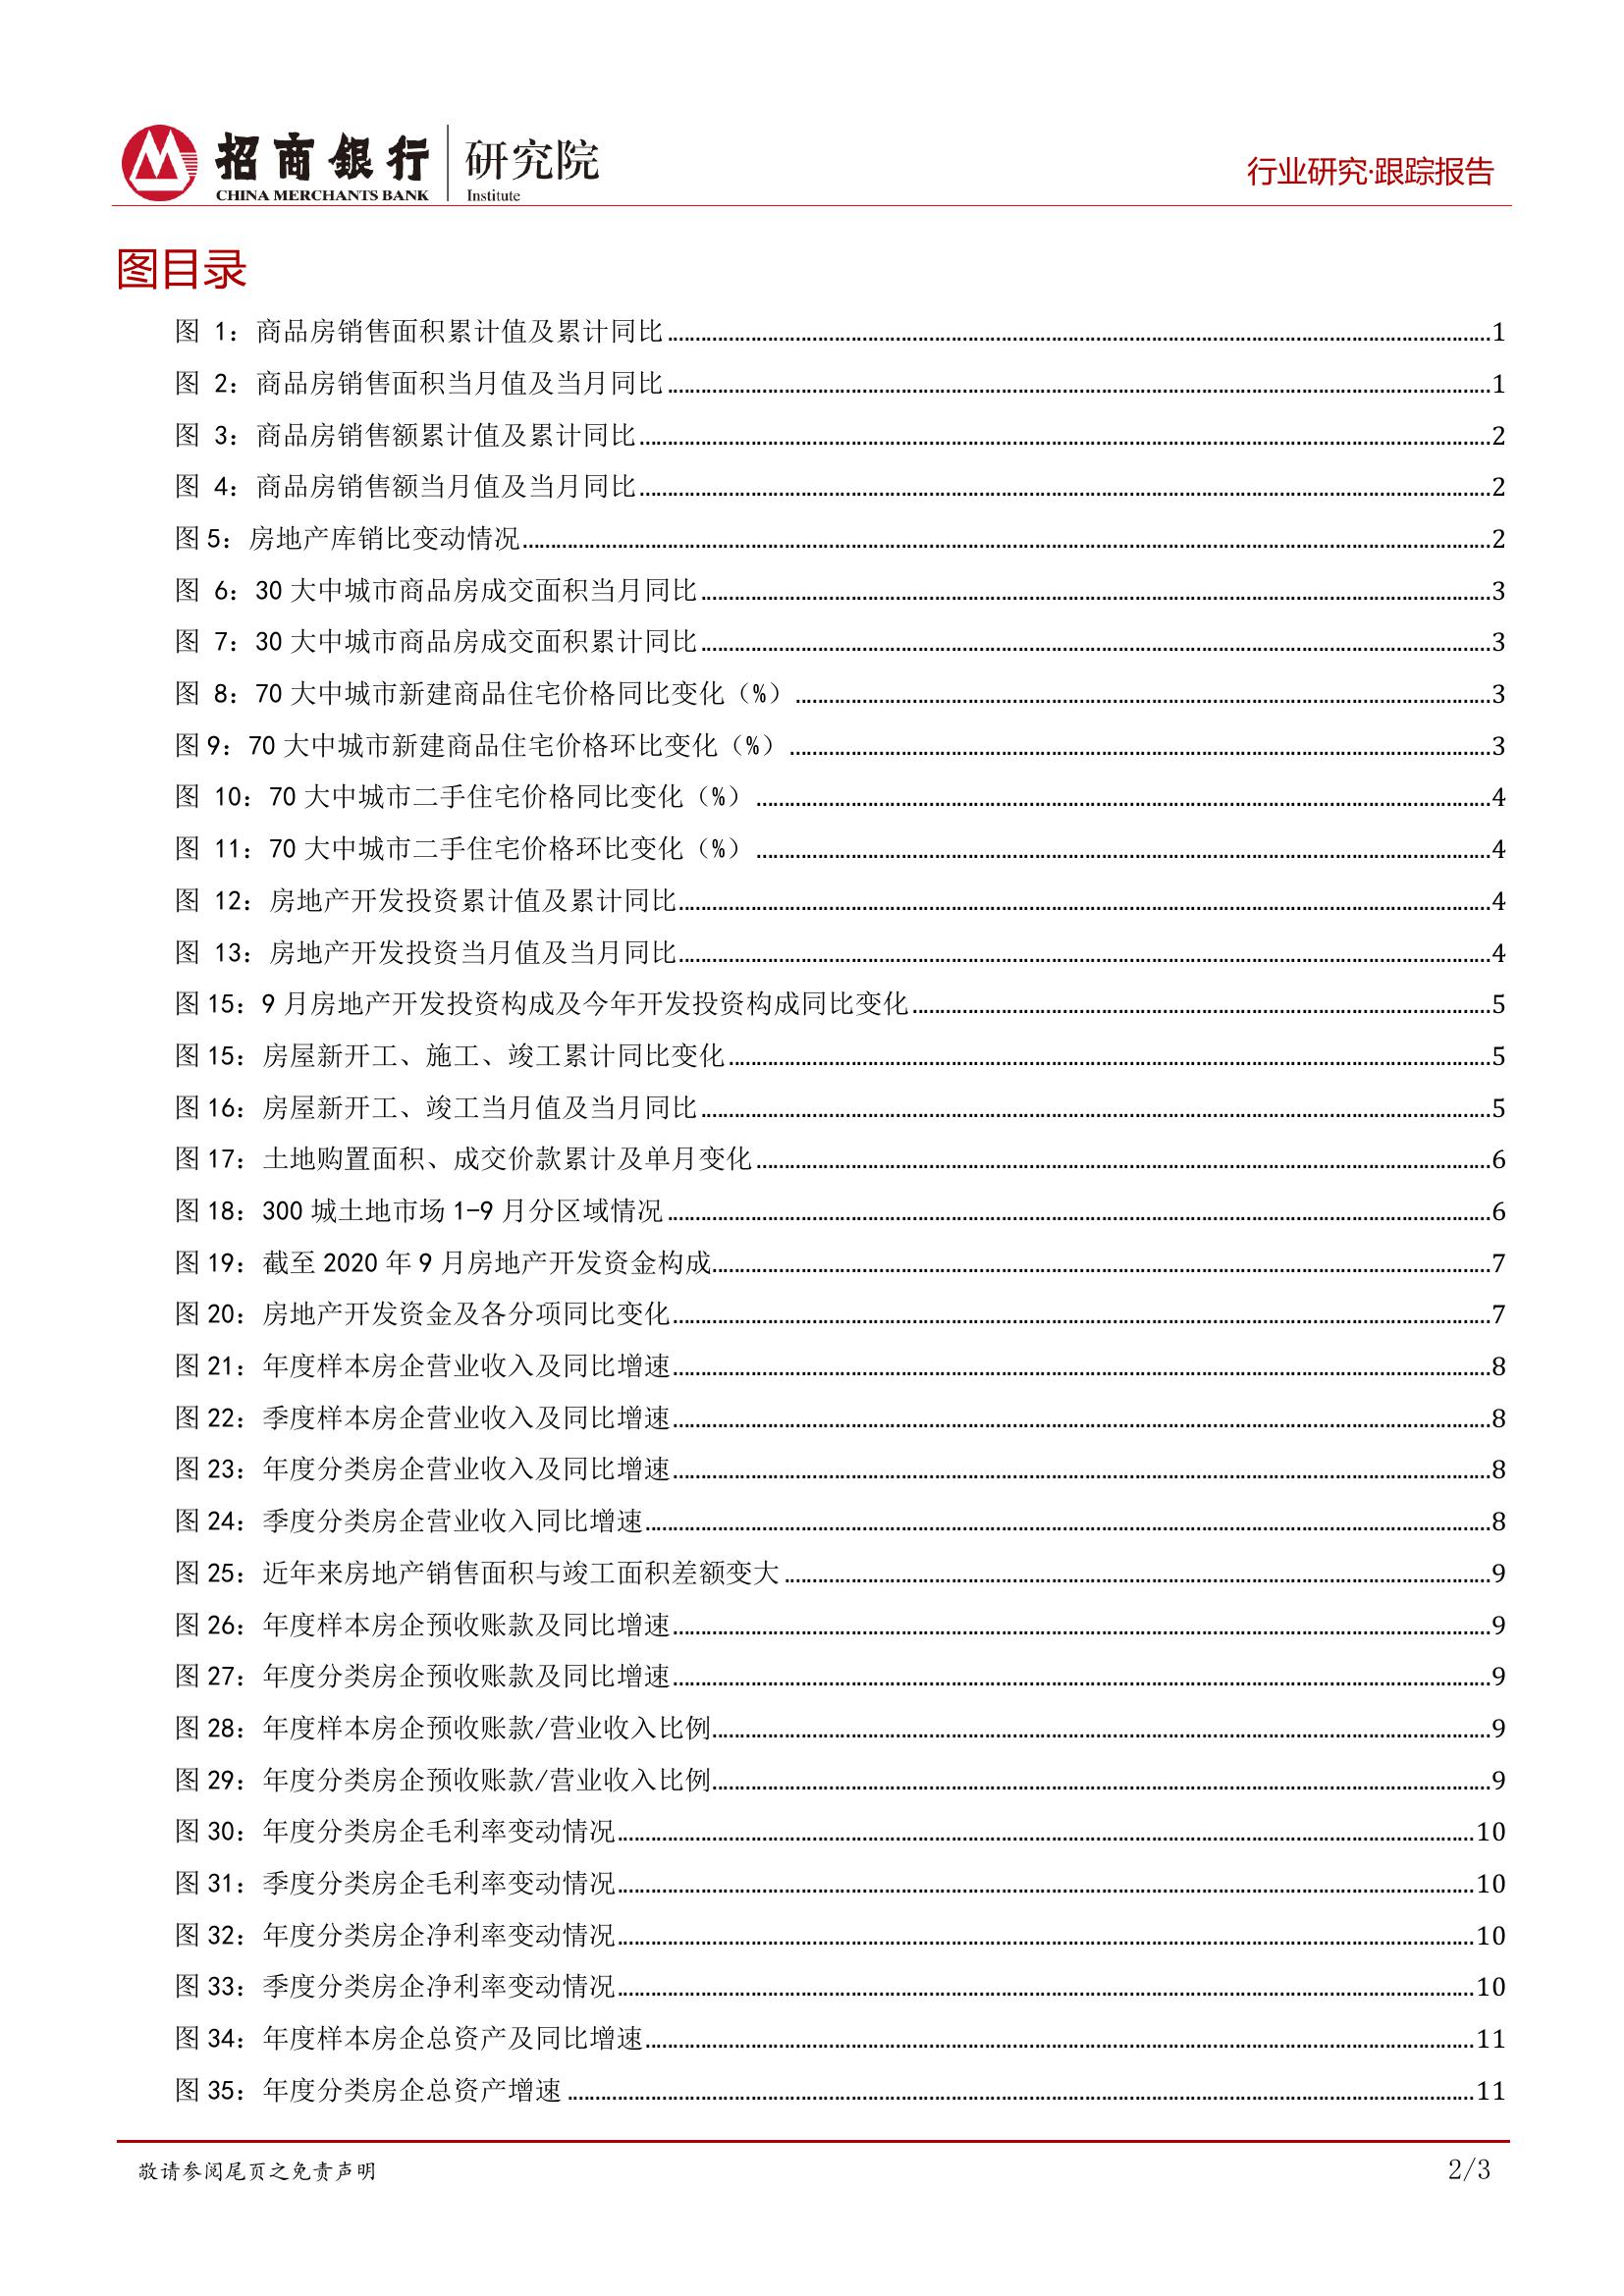 招商银行 研究院
CHINA MERCHANTS BANK Institute
行业研究·跟踪报告
图目录
图 1：商品房销售面积累计值及累计同比........1
图 2：商品房销售面积当月值及当月同比........1
图 3：商品房销售额累计值及累计同比........2
图 4：商品房销售额当月值及当月同比........2
图 5：房地产库销比变动情况........2
图 6：30 大中城市商品房成交面积当月同比........3
图 7：30 大中城市商品房成交面积累计同比........3
图 8：70 大中城市新建商品住宅价格同比变化（%）........3
图 9：70 大中城市新建商品住宅价格环比变化（%）........3
图 10：70 大中城市二手住宅价格同比变化（%）........4
图 11：70 大中城市二手住宅价格环比变化（%）........4
图 12：房地产开发投资累计值及累计同比........4
图 13：房地产开发投资当月值及当月同比........4
图 15：9 月房地产开发投资构成及今年开发投资构成同比变化........5
图 15：房屋新开工、施工、竣工累计同比变化........5
图 16：房屋新开工、竣工当月值及当月同比........5
图 17：土地购置面积、成交价款累计及单月变化........6
图 18：300 城土地市场 1-9 月分区域情况........6
图 19：截至 2020 年 9 月房地产开发资金构成........7
图 20：房地产开发资金及各分项同比变化........7
图 21：年度样本房企营业收入及同比增速........8
图 22：季度样本房企营业收入及同比增速........8
图 23：年度分类房企营业收入及同比增速........8
图 24：季度分类房企营业收入同比增速........8
图 25：近年来房地产销售面积与竣工面积差额变大........9
图 26：年度样本房企预收账款及同比增速........9
图 27：年度分类房企预收账款及同比增速........9
图 28：年度样本房企预收账款/营业收入比例........9
图 29：年度分类房企预收账款/营业收入比例........9
图 30：年度分类房企毛利率变动情况........10
图 31：季度分类房企毛利率变动情况........10
图 32：年度分类房企净利率变动情况........10
图 33：季度分类房企净利率变动情况........10
图 34：年度样本房企总资产及同比增速........11
图 35：年度分类房企总资产增速........11
敬请参阅尾页之免责声明
2/3